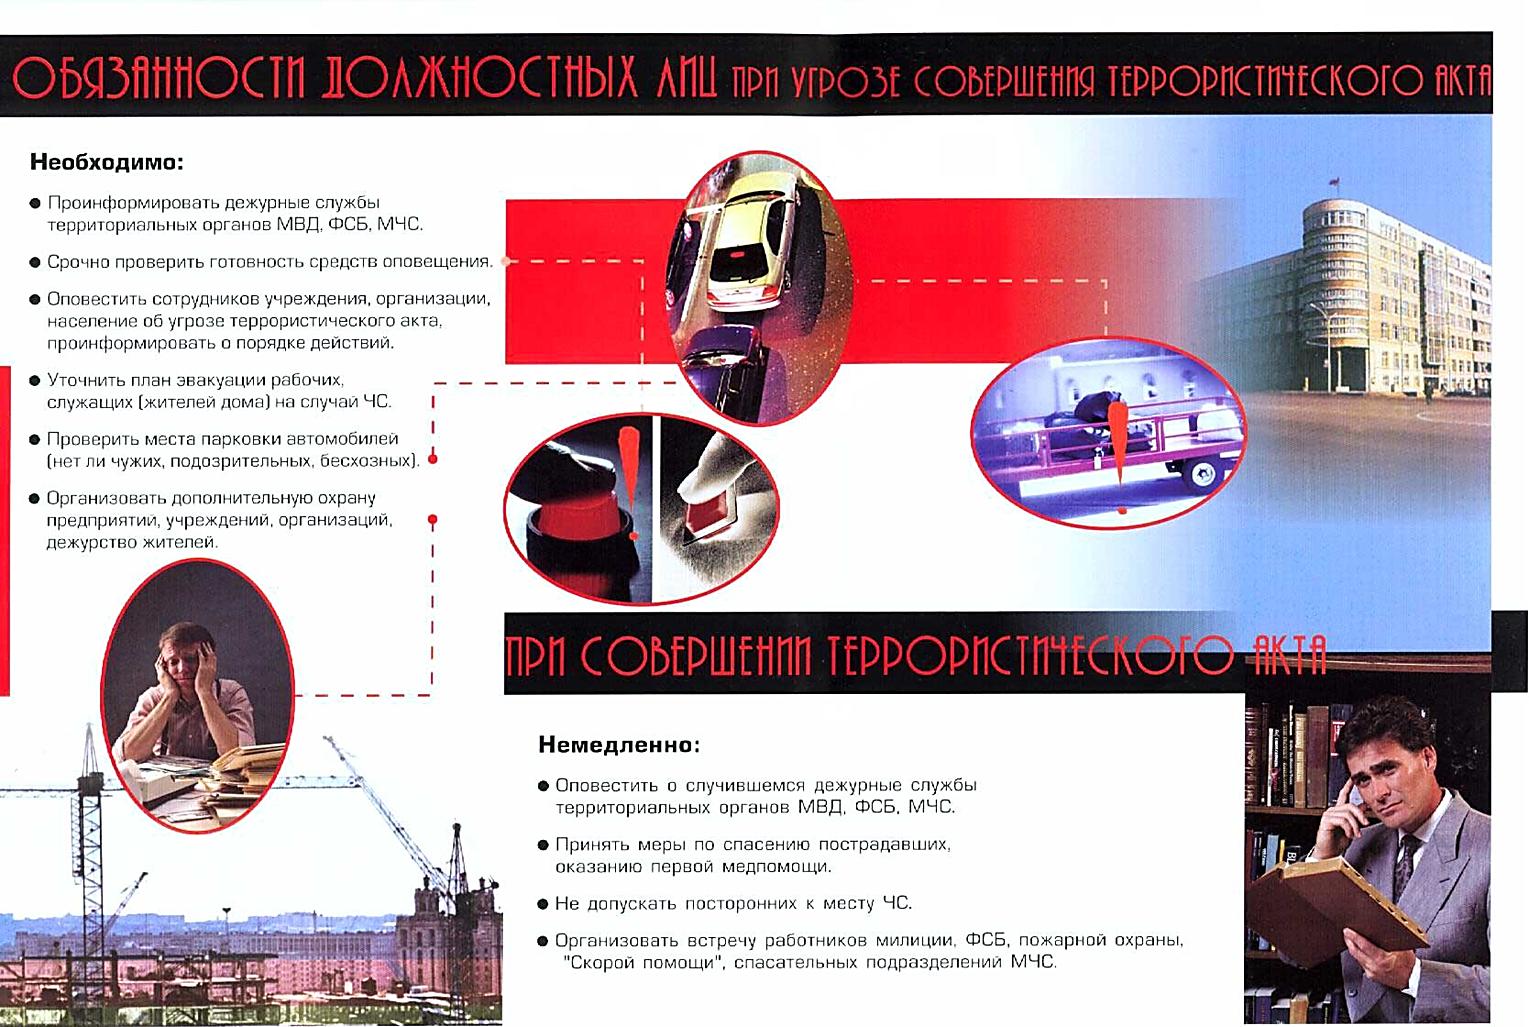 ОБЯЗАННОСТИ ДОЛЖНОСТНЫХ ЛИЦ ПРИ УГРОЗЕ СОВЕРШЕНИЯ ТЕРРОРИСТИЧЕСКОГО АКТА
Необходимо:
● Проинформировать дежурные службы
территориальных органов МВД, ФСБ, МЧС.
● Срочно проверить готовность средств оповещения.
● Оповестить сотрудников учреждения, организации,
население об угрозе террористического акта,
проинформировать о порядке действий.
● Уточнить план эвакуации рабочих,
служащих (жителей дома) на случай ЧС.
● Проверить места парковки автомобилей
(нет ли чужих, подозрительных, бесхозных).
● Организовать дополнительную охрану
предприятий, учреждений, организаций,
дежурство жителей.
ПРИ СОВЕРШЕНИИ ТЕРРОРИСТИЧЕСКОГО АКТА
Немедленно:
● Оповестить о случившемся дежурные службы
территориальных органов МВД, ФСБ, МЧС.
● Принять меры по спасению пострадавших,
оказанию первой медпомощи.
● Не допускать посторонних к месту ЧС.
● Организовать встречу работников милиции, ФСБ, пожарной охраны,
"Скорой помощи", спасательных подразделений МЧС.